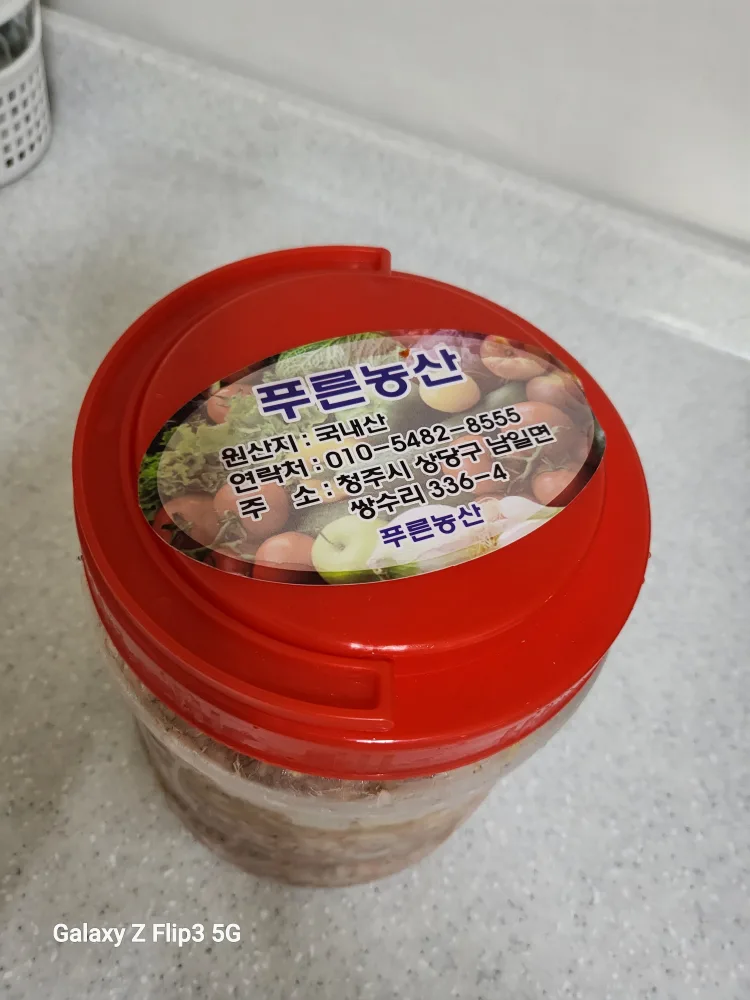 푸른농산
원산지 : 국내산
연락처 : 010-5482-8555
주 소 : 청주시 상당구 남일면
쌍수리 336-4
푸른농산
Galaxy Z Flip3 5G